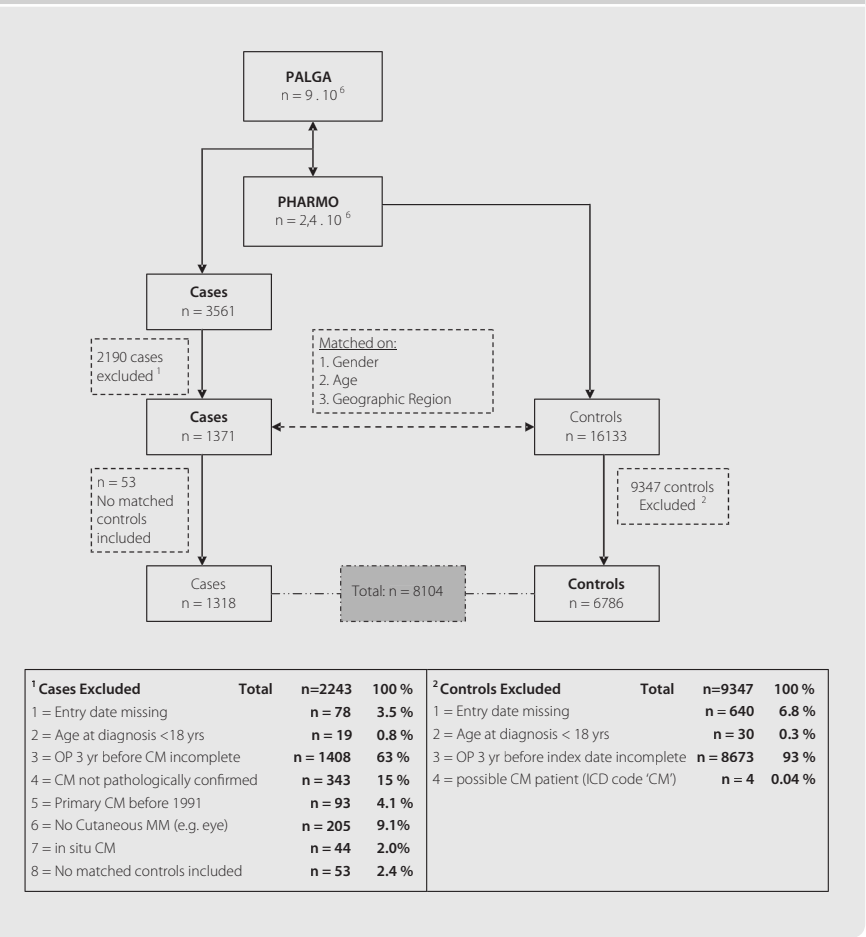 PALGA
n = 9 . 10 6
PHARMO
n = 2,4 . 10 6
Cases
n = 3561
2190 cases
excluded 1
Matched on:
1. Gender
2. Age
3. Geographic Region
Cases
n = 1371
Controls
n = 16133
n = 53
No matched
controls
included
9347 controls
Excluded 2
Cases
n = 1318
Total: n = 8104
Controls
n = 6786
1 Cases Excluded Total n=2243 100 %
1 = Entry date missing n = 78 3.5 %
2 = Age at diagnosis <18 yrs n = 19 0.8 %
3 = OP 3 yr before CM incomplete n = 1408 63 %
4 = CM not pathologically confirmed n = 343 15 %
5 = Primary CM before 1991 n = 93 4.1 %
6 = No Cutaneous MM (e.g. eye) n = 205 9.1%
7 = in situ CM n = 44 2.0%
8 = No matched controls included n = 53 2.4 %
2 Controls Excluded Total n=9347 100 %
1 = Entry date missing n = 640 6.8 %
2 = Age at diagnosis < 18 yrs n = 30 0.3 %
3 = OP 3 yr before index date incomplete n = 8673 93 %
4 = possible CM patient (ICD code ‘CM’) n = 4 0.04 %